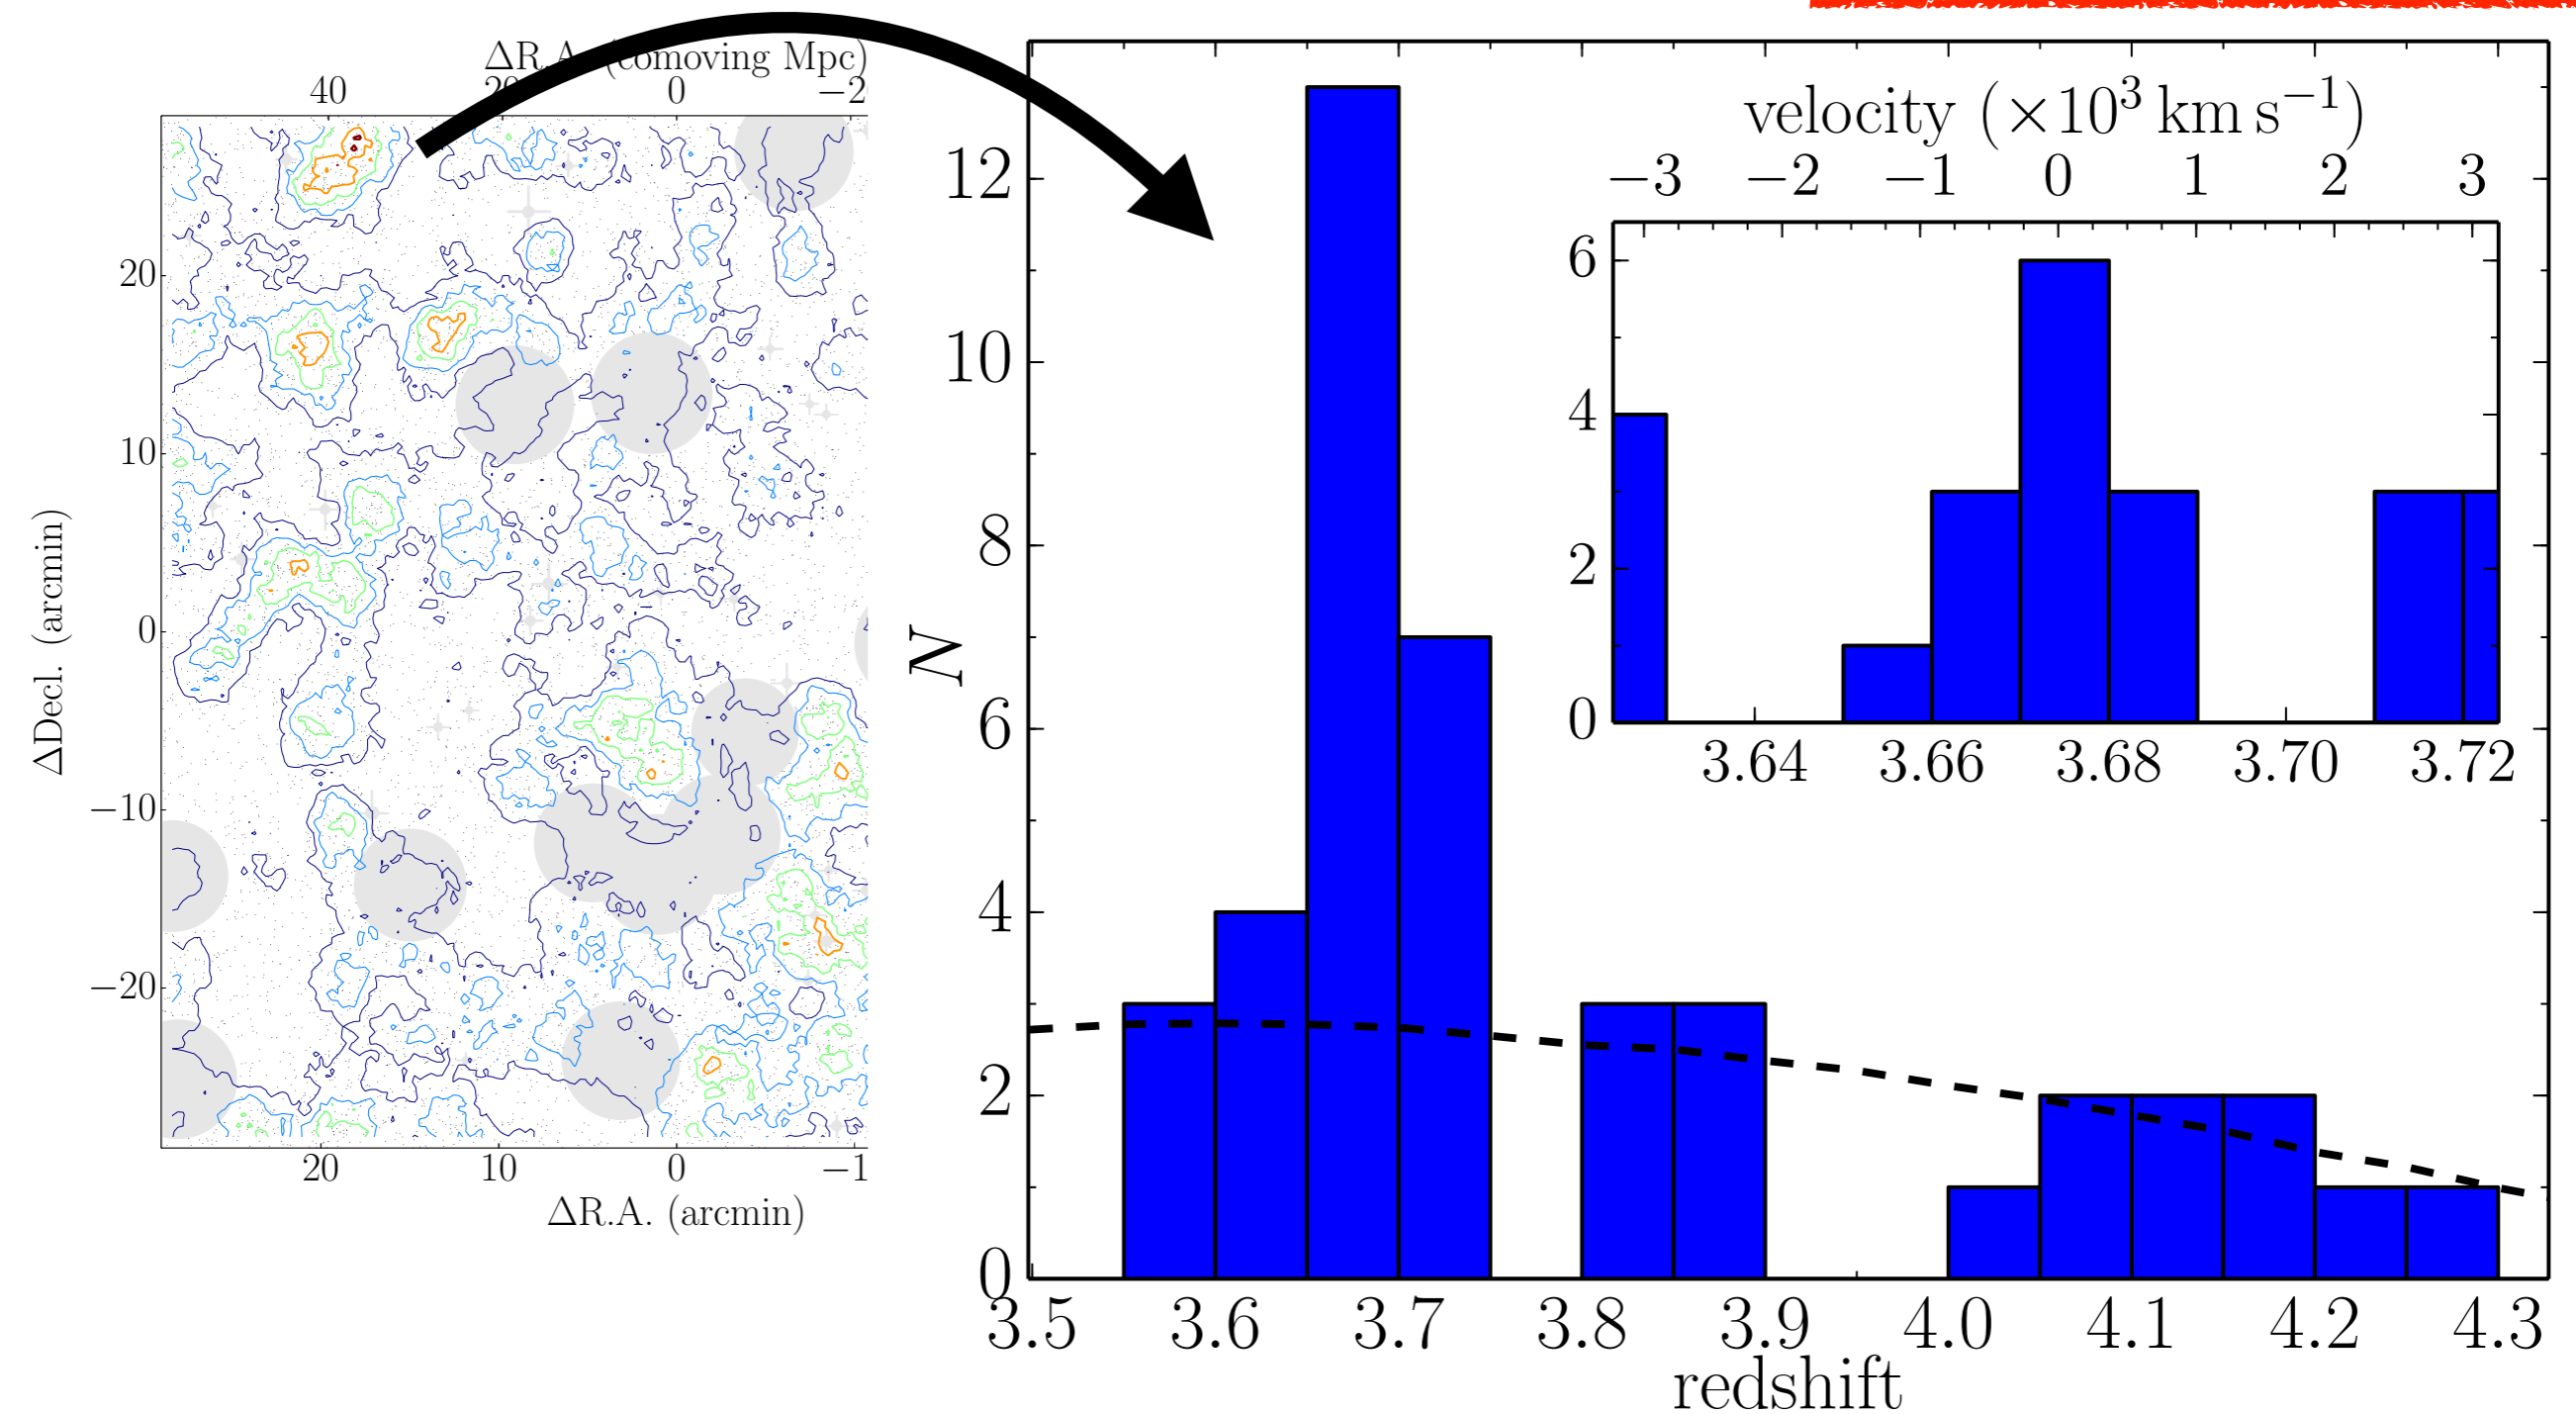 ΔR.A. (comoving Mpc)
40 20 0 −2
20
10
0
−10
−20
ΔDecl. (arcmin)
20 10 0 −1
ΔR.A. (arcmin)
12
10
8
6
4
2
0
N
3.5 3.6 3.7 3.8 3.9 4.0 4.1 4.2 4.3
redshift
velocity (×10³ km s⁻¹)
−3 −2 −1 0 1 2 3
6
4
2
0
3.64 3.66 3.68 3.70 3.72